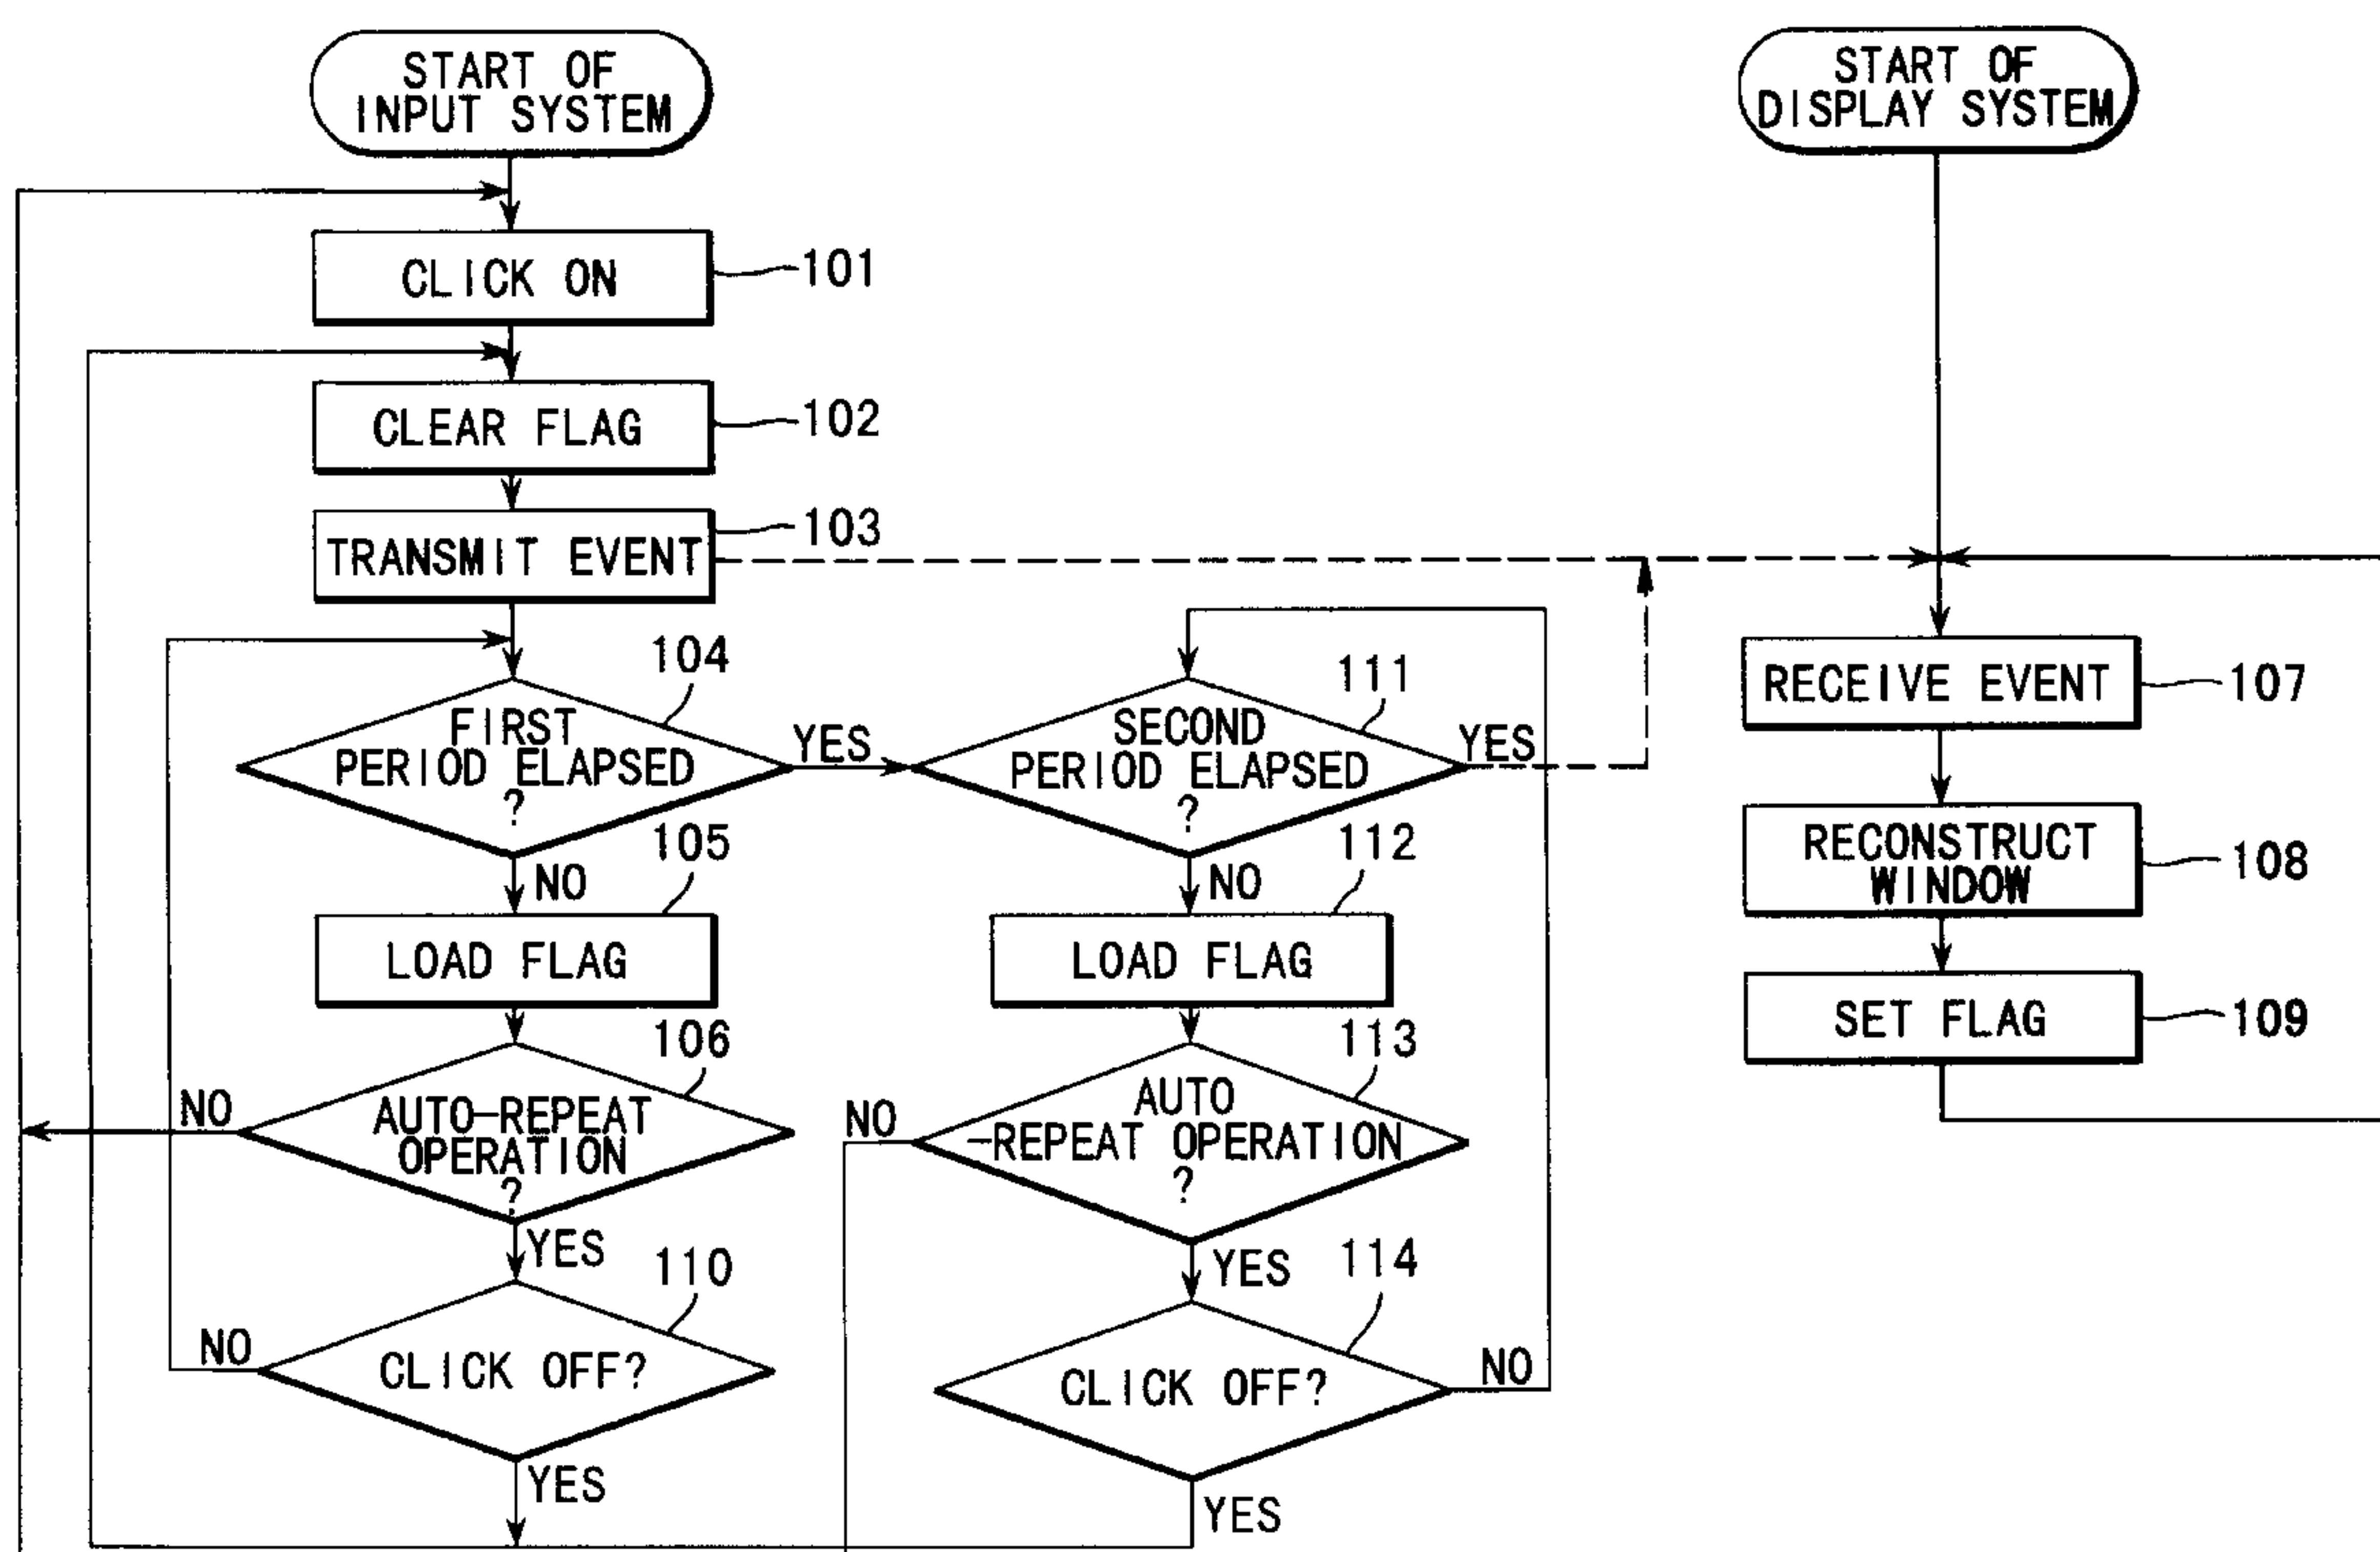 START OF
INPUT SYSTEM
START OF
DISPLAY SYSTEM
CLICK ON
101
CLEAR FLAG
102
TRANSMIT EVENT
103
104
FIRST
PERIOD ELAPSED
?
YES
NO
111
SECOND
PERIOD ELAPSED
?
YES
NO
RECEIVE EVENT
107
RECONSTRUCT
WINDOW
108
SET FLAG
109
105
LOAD FLAG
112
LOAD FLAG
106
NO
AUTO-REPEAT
OPERATION
?
YES
113
NO
AUTO
-REPEAT OPERATION
?
YES
110
NO
CLICK OFF?
YES
114
CLICK OFF?
NO
YES